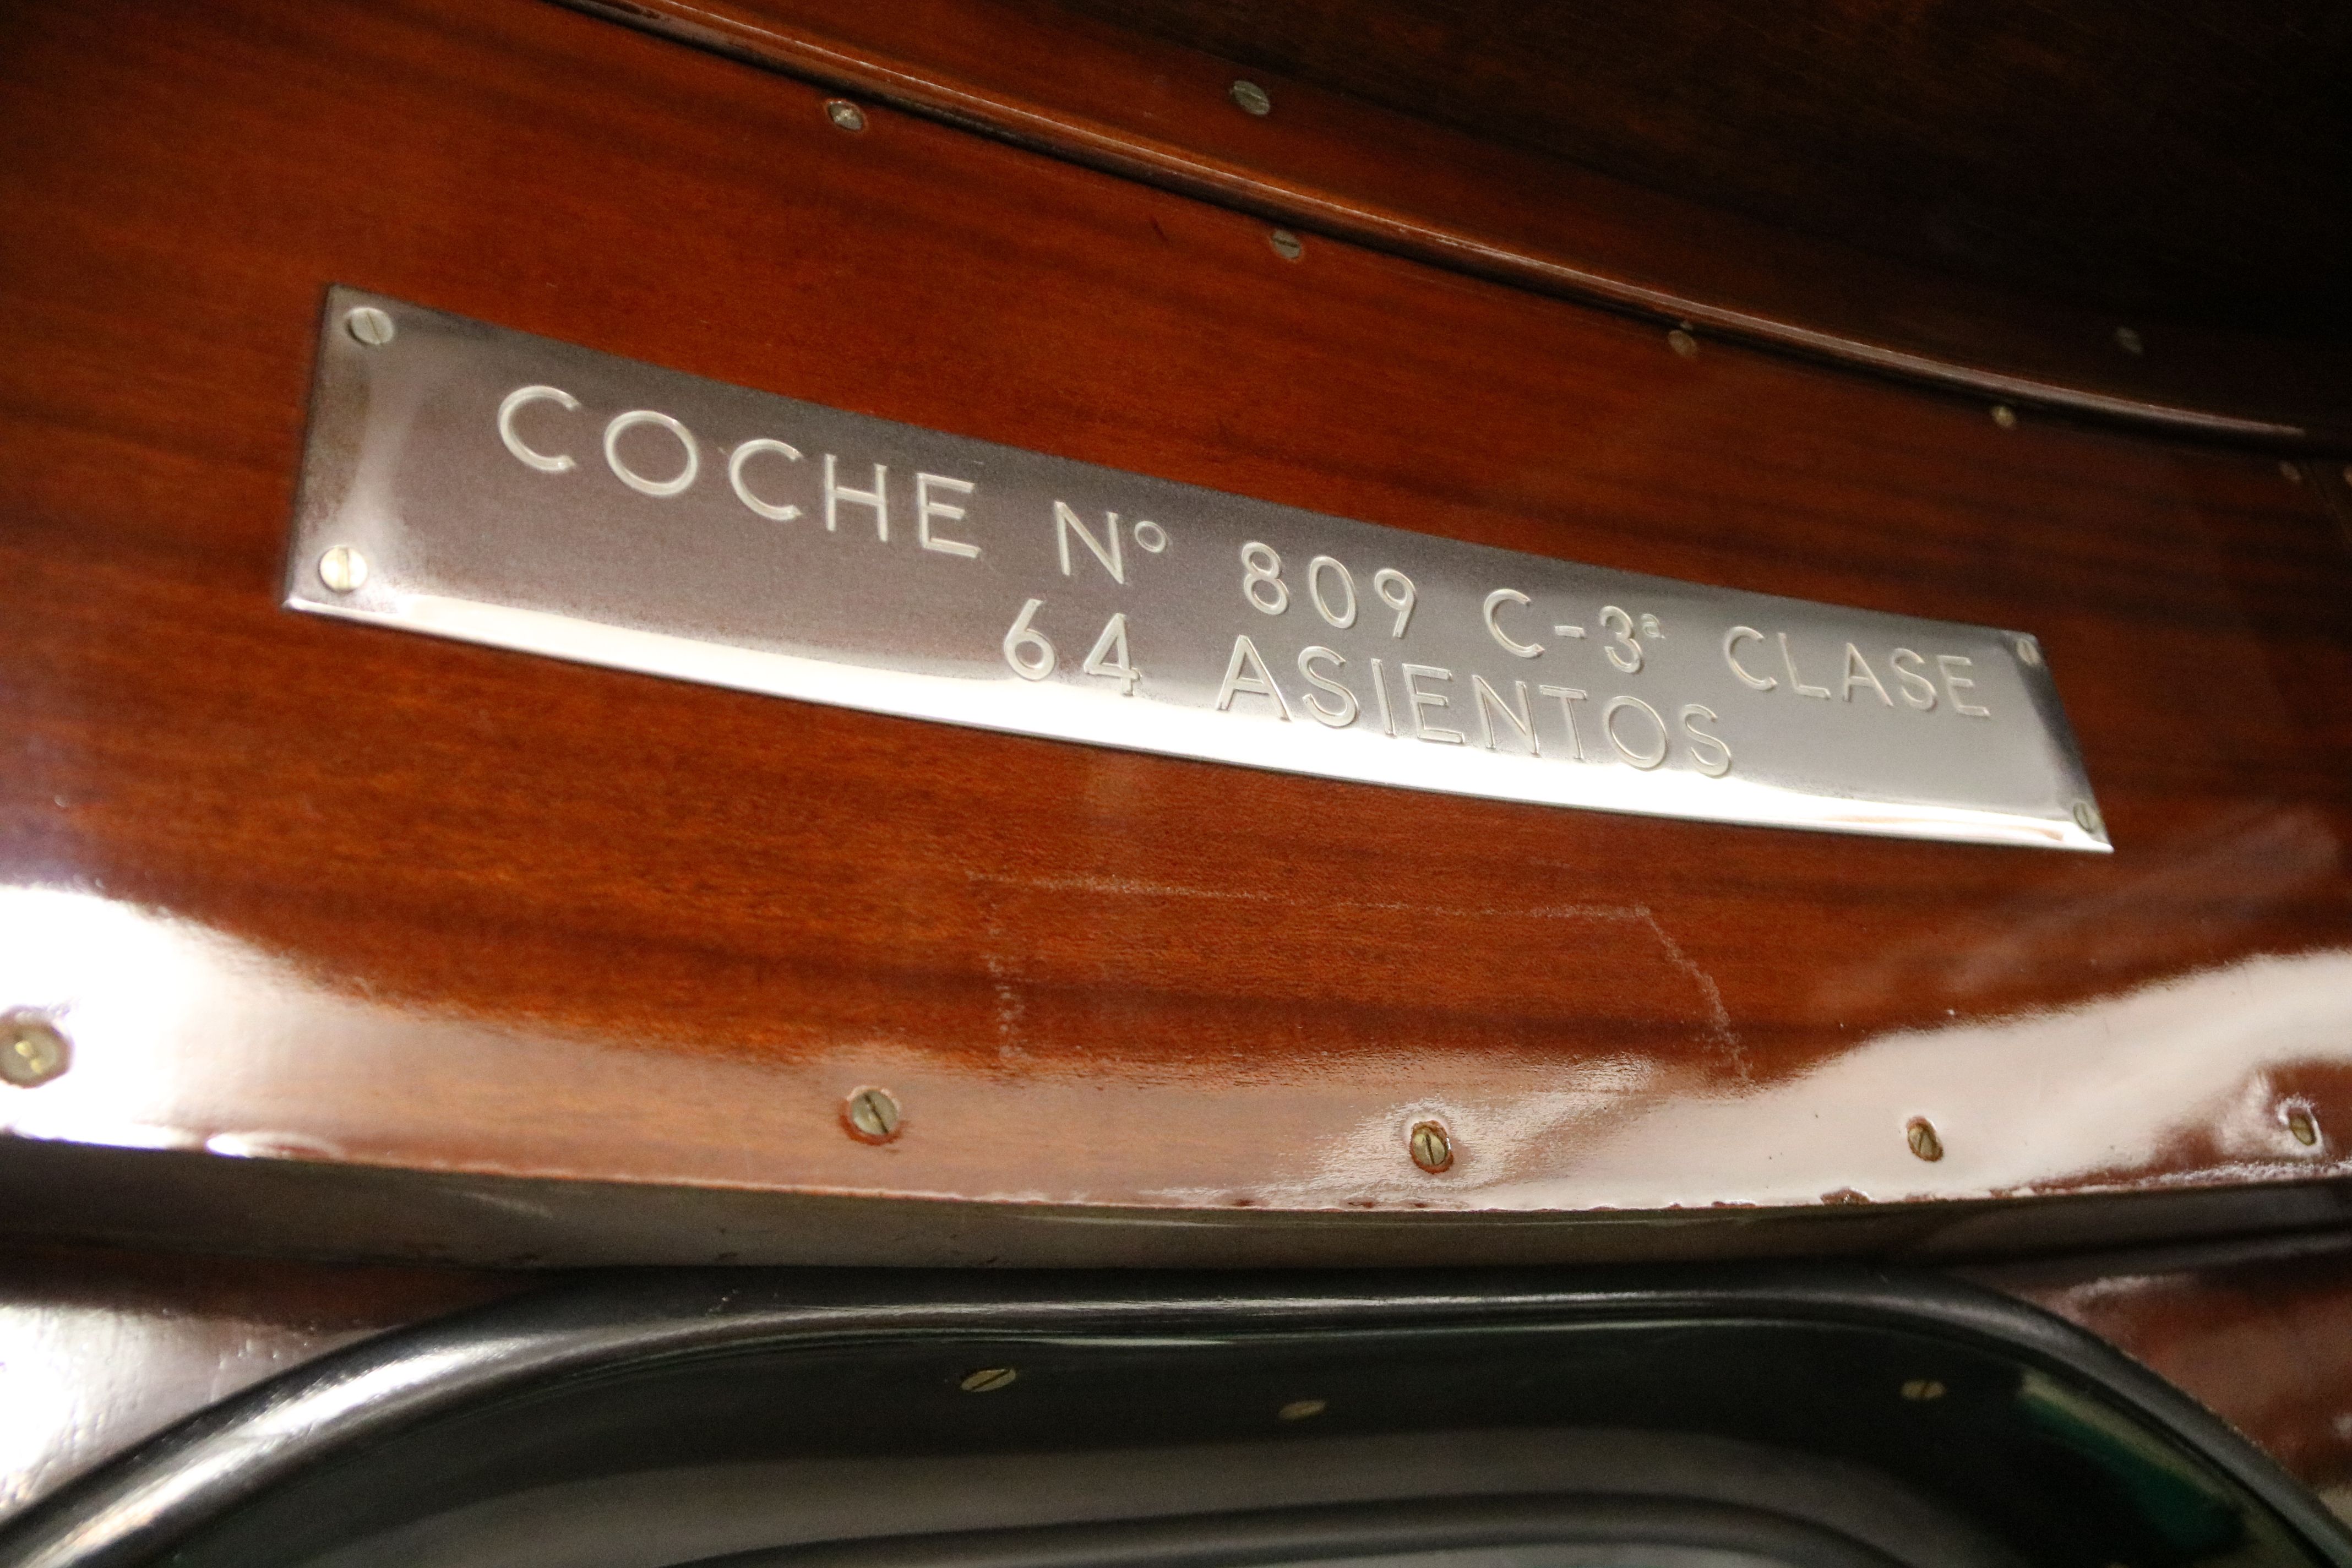 COCHE Nº 809 C-3ª CLASE
64 ASIENTOS